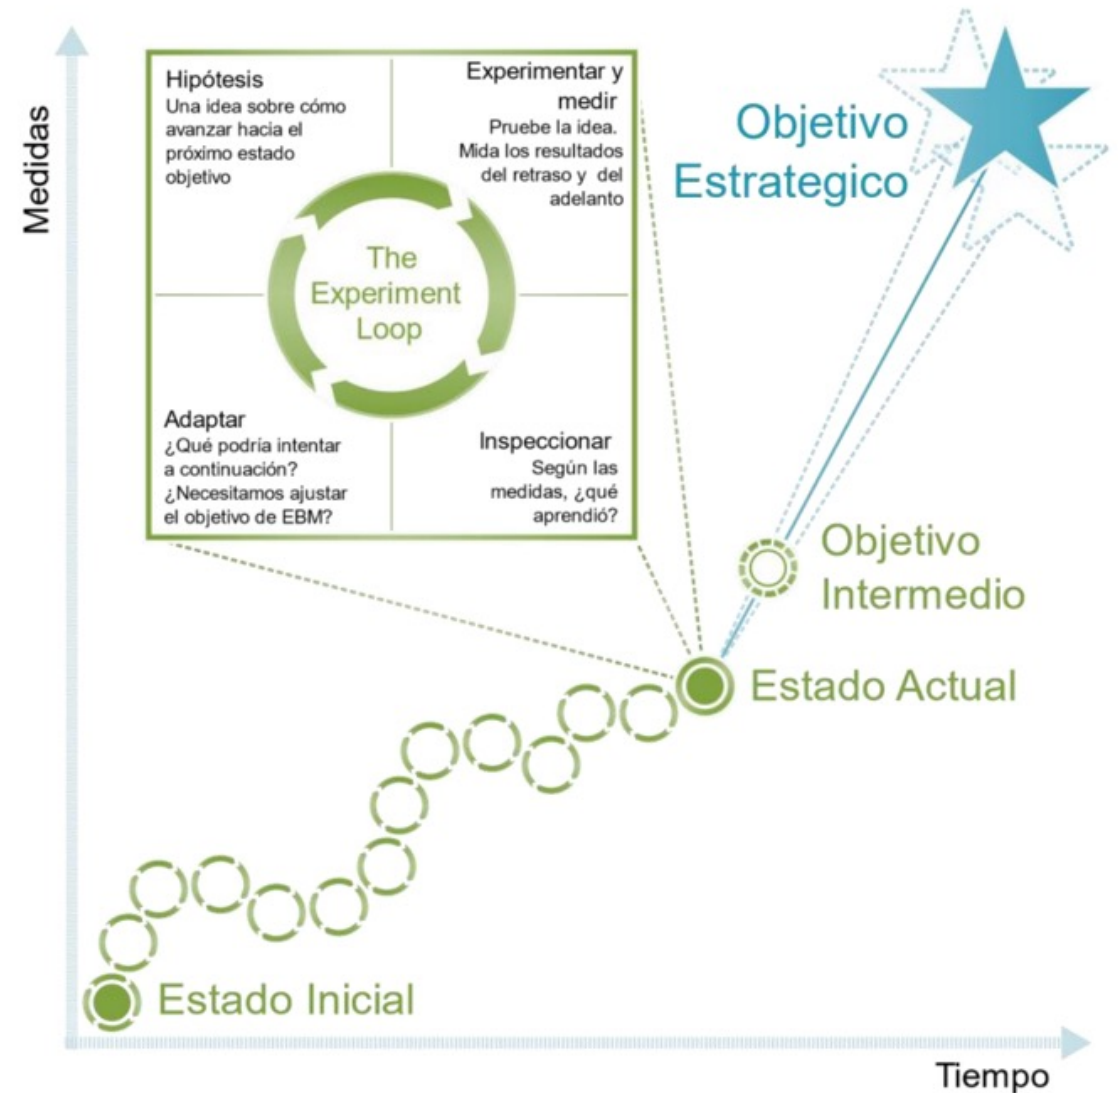 Medidas
Hipótesis
Una idea sobre cómo
avanzar hacia el
próximo estado
objetivo
Experimentar y
medir
Pruebe la idea.
Mida los resultados
del retraso y del
adelanto
The
Experiment
Loop
Adaptar
¿Qué podría intentar
a continuación?
¿Necesitamos ajustar
el objetivo de EBM?
Inspeccionar
Según las
medidas, ¿qué
aprendió?
Objetivo
Estrategico
Objetivo
Intermedio
Estado Actual
Estado Inicial
Tiempo